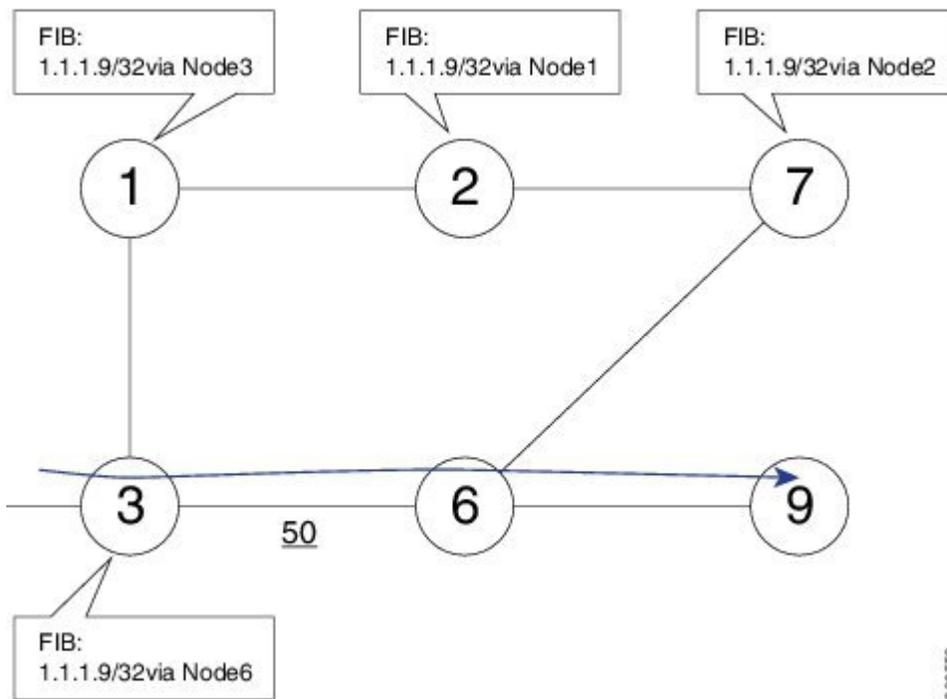 FIB:
1.1.1.9/32via Node3
FIB:
1.1.1.9/32via Node1
FIB:
1.1.1.9/32via Node2
1
2
7
3
6
9
50
FIB:
1.1.1.9/32via Node6